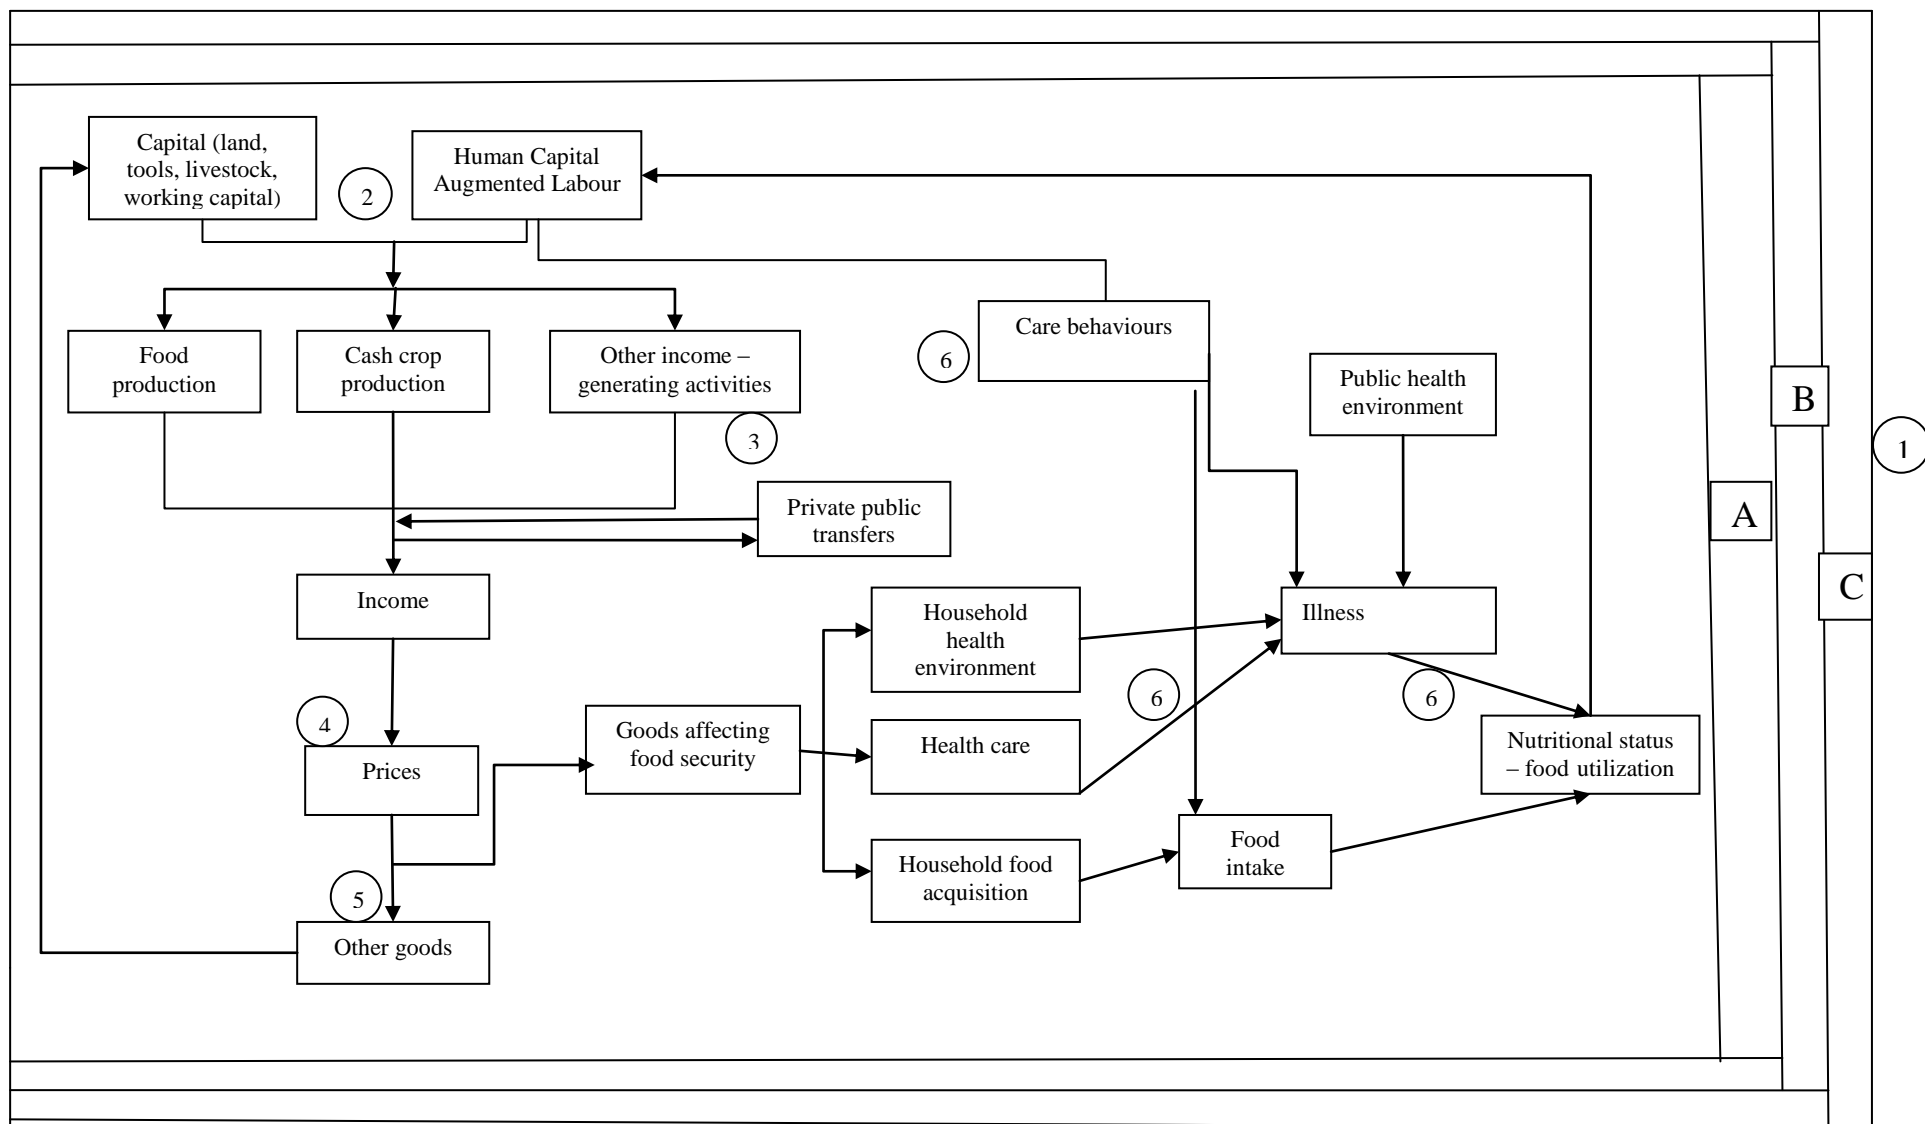 Capital (land,
tools, livestock,
working capital)
2
Human Capital
Augmented Labour
Food
production
Cash crop
production
Other income –
generating activities
3
Care behaviours
6
Public health
environment
B
1
A
Private public
transfers
C
Income
Household
health
environment
Illness
6
6
4
Prices
Goods affecting
food security
Health care
Nutritional status
– food utilization
Household food
acquisition
Food
intake
5
Other goods